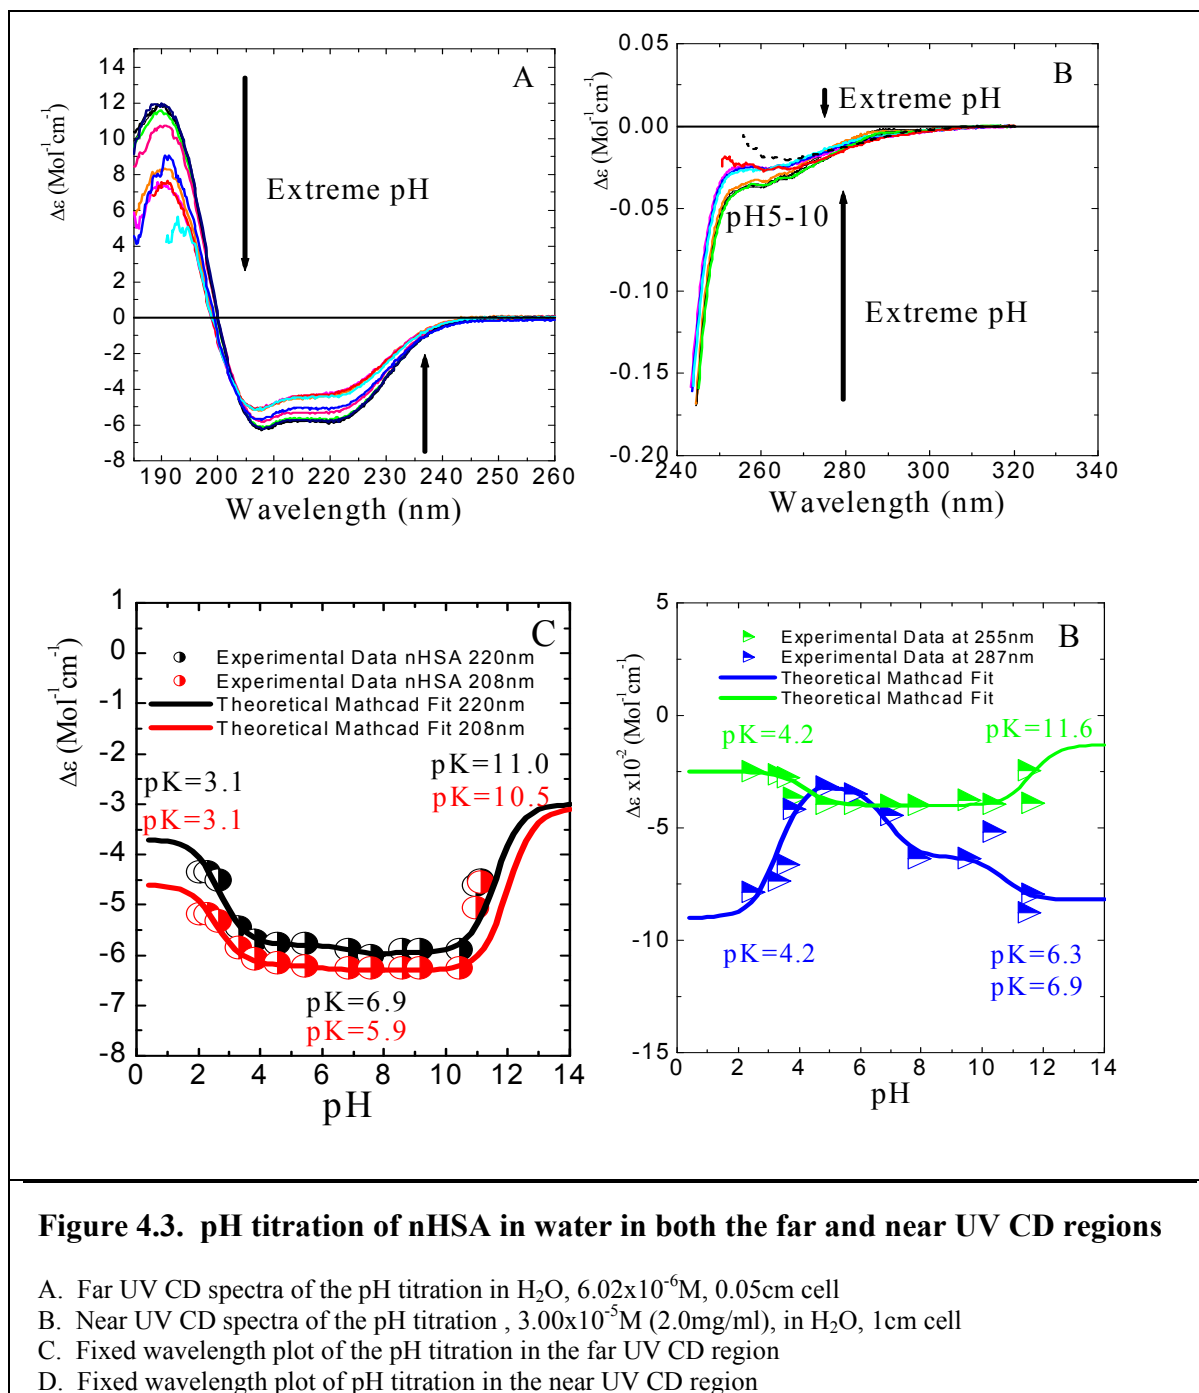 A
Δε (Mol⁻¹cm⁻¹)
14
12
10
8
6
4
2
0
-2
-4
-6
-8
Extreme pH
190 200 210 220 230 240 250 260
Wavelength (nm)
B
Δε (Mol⁻¹cm⁻¹)
0.05
0.00
-0.05
-0.10
-0.15
-0.20
Extreme pH
pH5-10
Extreme pH
240 260 280 300 320 340
Wavelength (nm)
C
Δε (Mol⁻¹cm⁻¹)
1
0
-1
-2
-3
-4
-5
-6
-7
-8
Experimental Data nHSA 220nm
Experimental Data nHSA 208nm
Theoretical Mathcad Fit 220nm
Theoretical Mathcad Fit 208nm
pK=3.1
pK=3.1
pK=11.0
pK=10.5
pK=6.9
pK=5.9
0 2 4 6 8 10 12 14
pH
B
Δε x10⁻² (Mol⁻¹cm⁻¹)
5
0
-5
-10
-15
Experimental Data at 255nm
Experimental Data at 287nm
Theoretical Mathcad Fit
Theoretical Mathcad Fit
pK=4.2
pK=11.6
pK=4.2
pK=6.3
pK=6.9
0 2 4 6 8 10 12 14
pH
Figure 4.3. pH titration of nHSA in water in both the far and near UV CD regions
A. Far UV CD spectra of the pH titration in H₂O, 6.02x10⁻⁶M, 0.05cm cell
B. Near UV CD spectra of the pH titration , 3.00x10⁻⁵M (2.0mg/ml), in H₂O, 1cm cell
C. Fixed wavelength plot of the pH titration in the far UV CD region
D. Fixed wavelength plot of pH titration in the near UV CD region